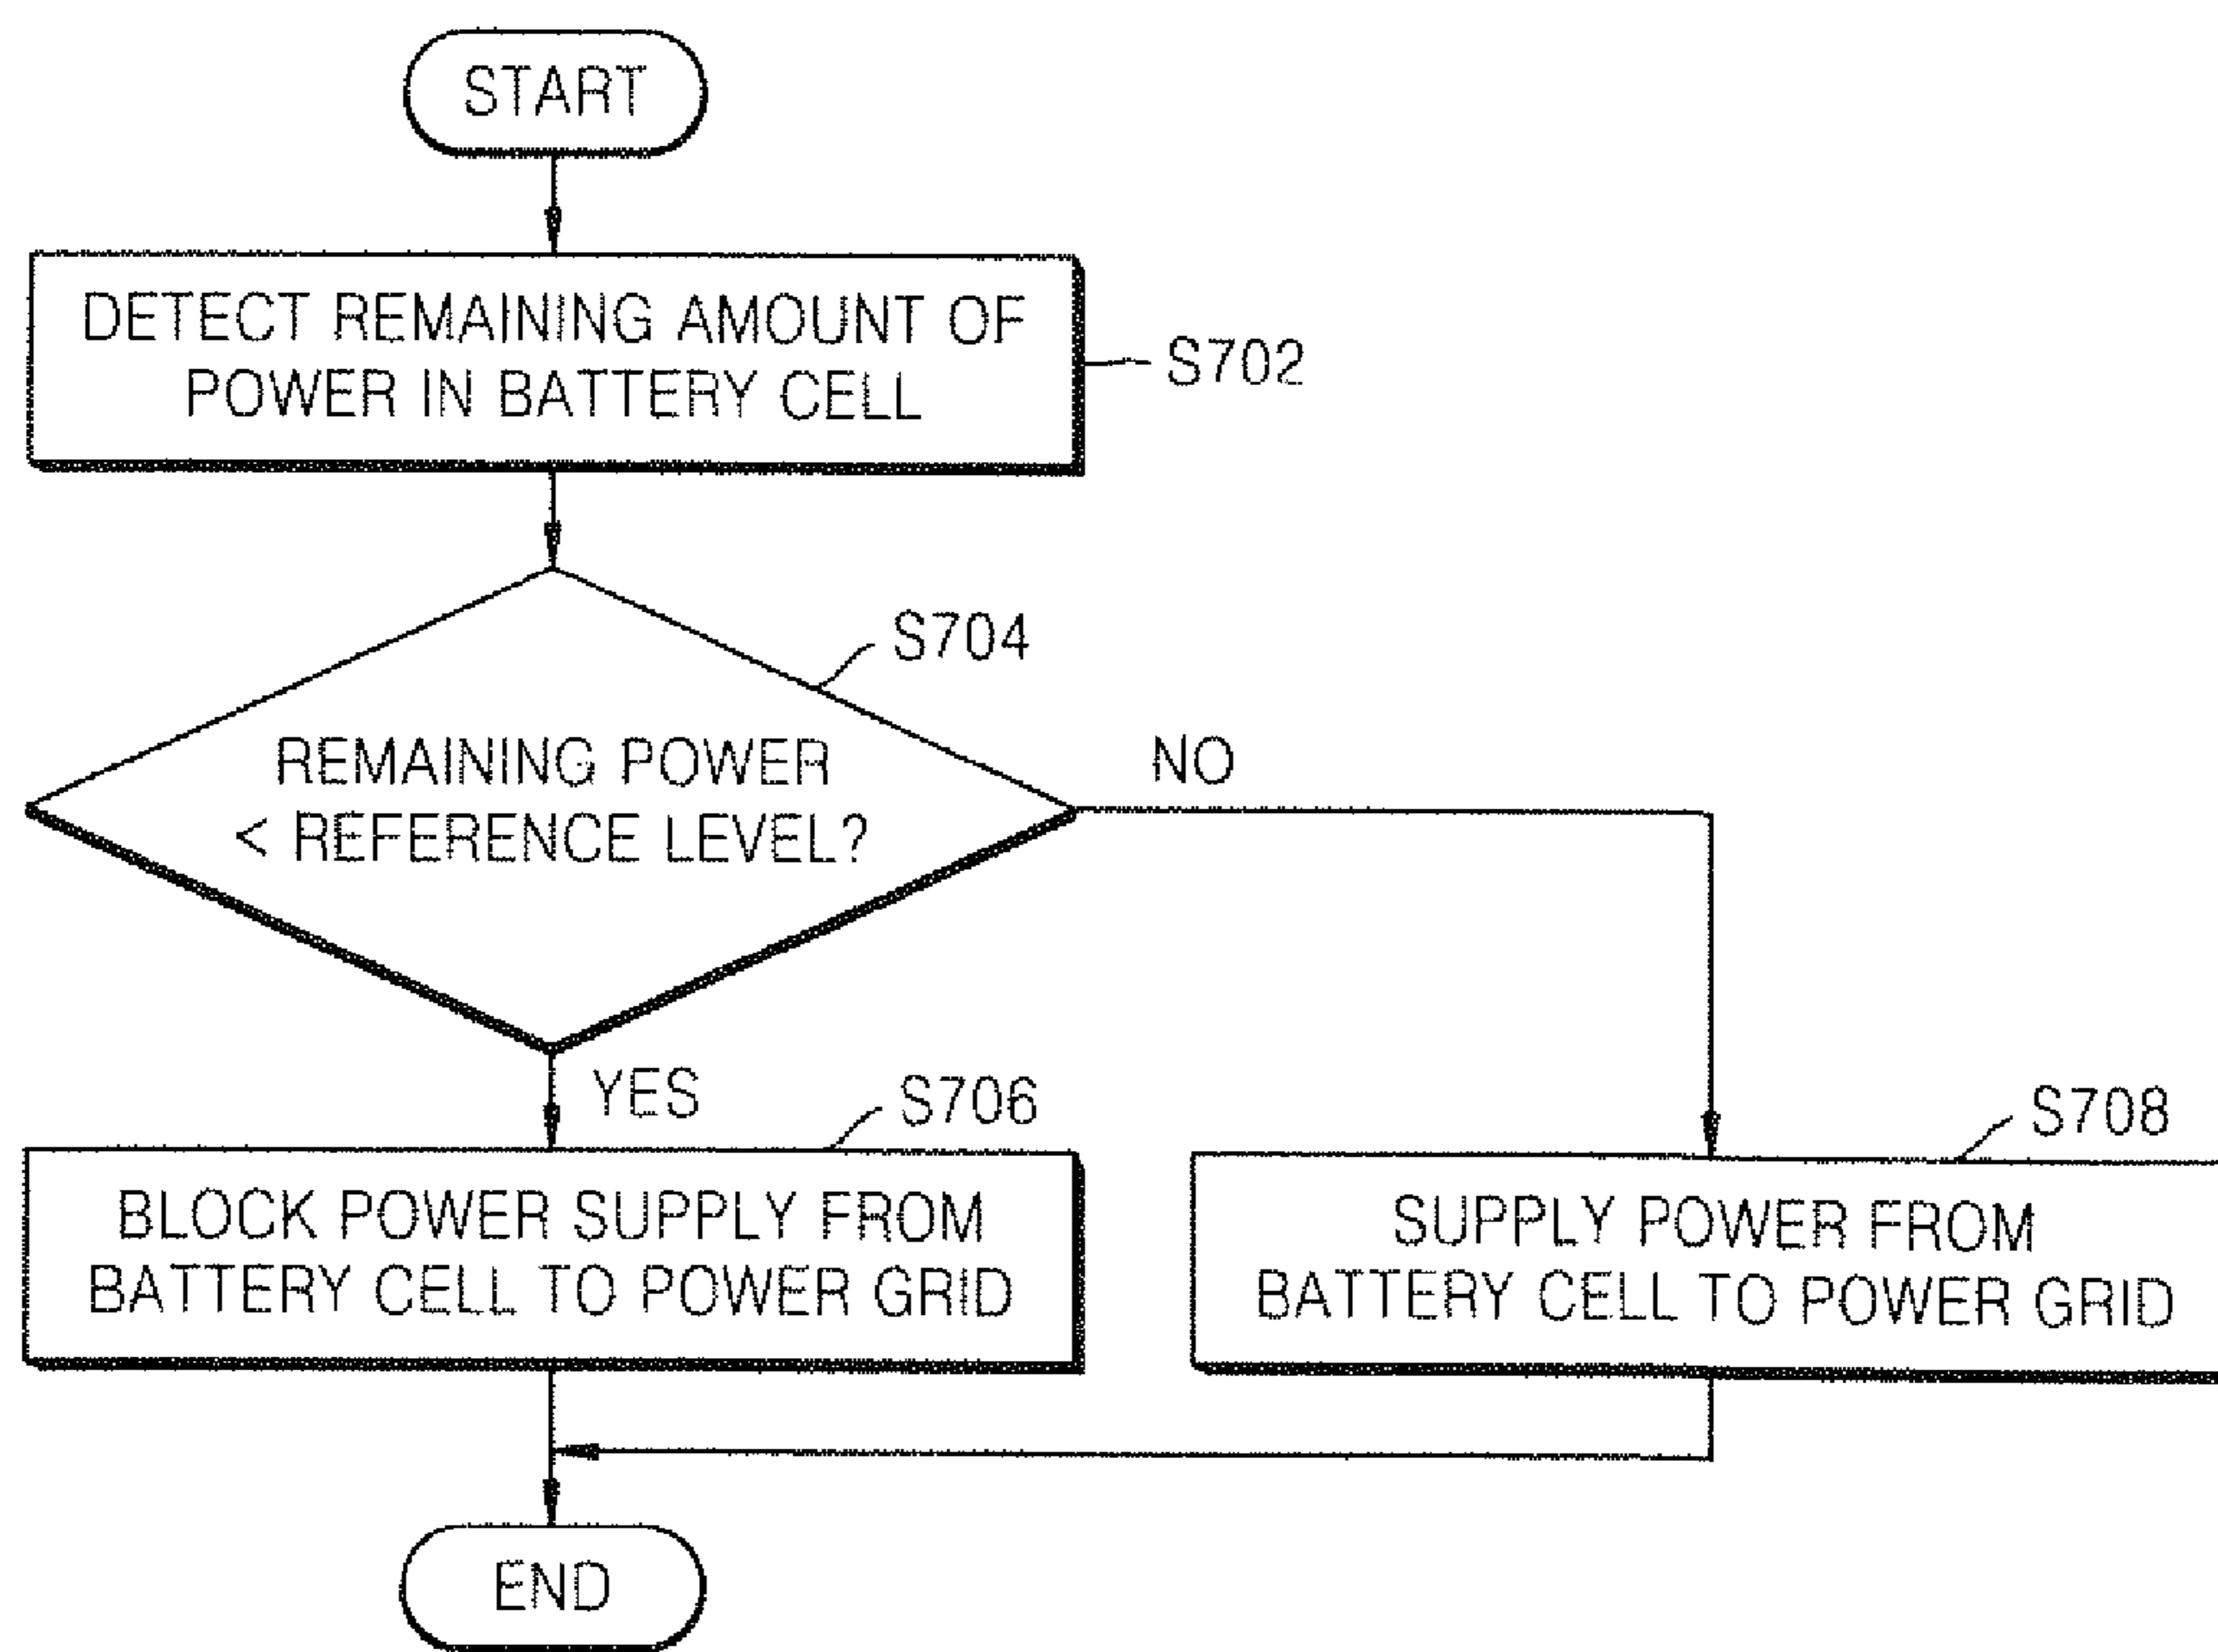 START
DETECT REMAINING AMOUNT OF
POWER IN BATTERY CELL
S702
S704
REMAINING POWER
< REFERENCE LEVEL?
NO
YES
S706
BLOCK POWER SUPPLY FROM
BATTERY CELL TO POWER GRID
S708
SUPPLY POWER FROM
BATTERY CELL TO POWER GRID
END